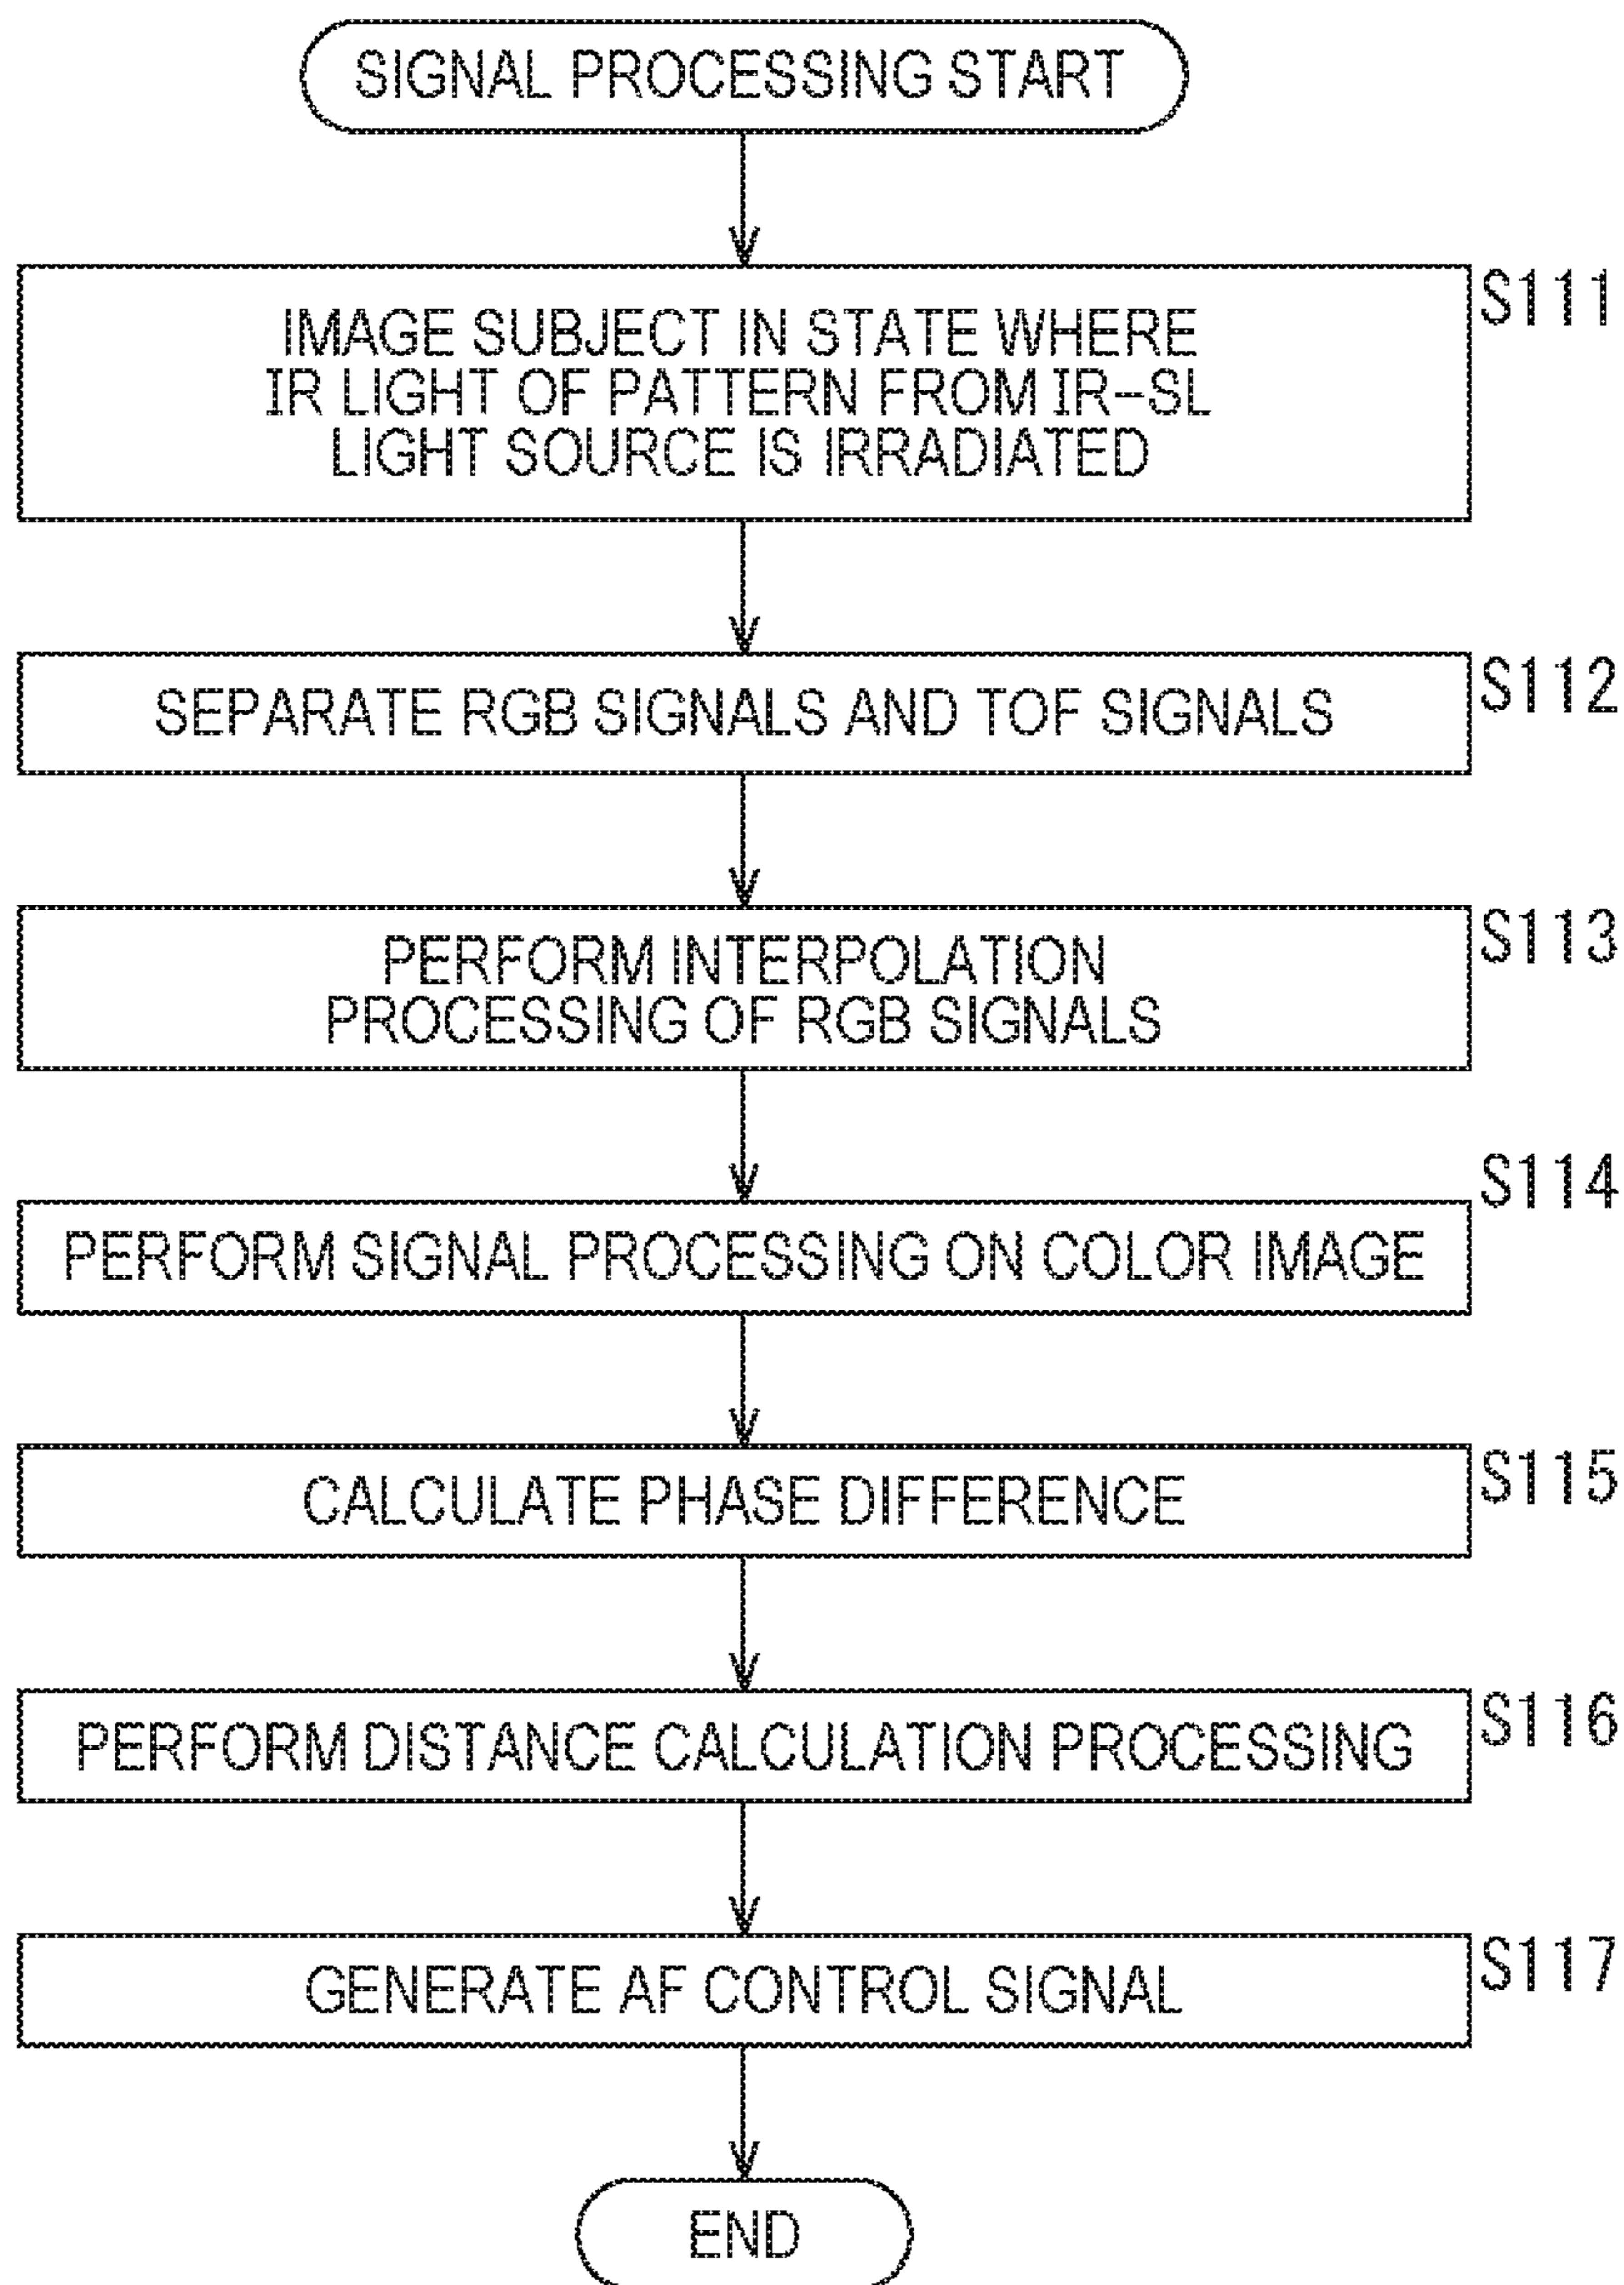 SIGNAL PROCESSING START
S111
IMAGE SUBJECT IN STATE WHERE
IR LIGHT OF PATTERN FROM IR-SL
LIGHT SOURCE IS IRRADIATED
S112
SEPARATE RGB SIGNALS AND TOF SIGNALS
S113
PERFORM INTERPOLATION
PROCESSING OF RGB SIGNALS
S114
PERFORM SIGNAL PROCESSING ON COLOR IMAGE
S115
CALCULATE PHASE DIFFERENCE
S116
PERFORM DISTANCE CALCULATION PROCESSING
S117
GENERATE AF CONTROL SIGNAL
END